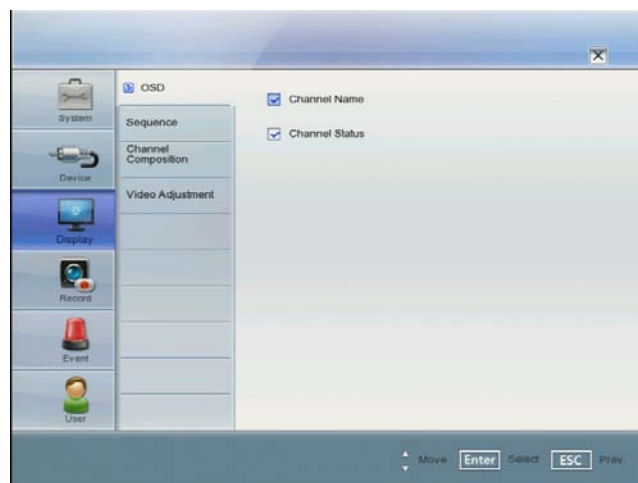 System
Device
Display
Record
Event
User
OSD
Sequence
Channel
Composition
Video Adjustment
Channel Name
Channel Status
Move Enter Select ESC Prev